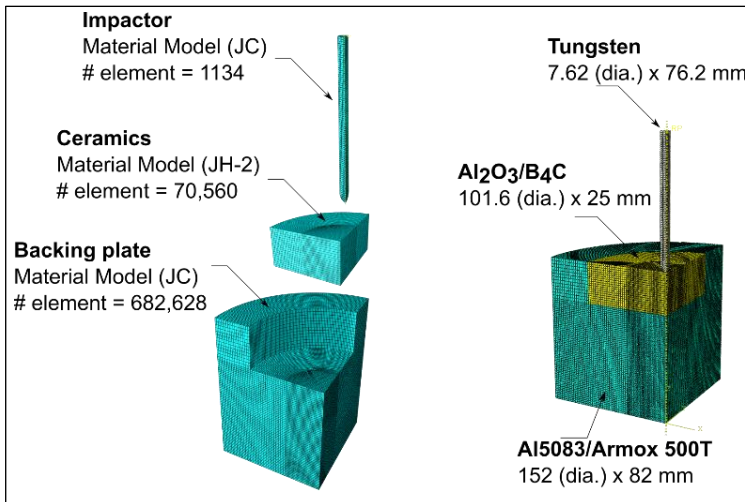 Impactor
Material Model (JC)
# element = 1134
Ceramics
Material Model (JH-2)
# element = 70,560
Backing plate
Material Model (JC)
# element = 682,628
Tungsten
7.62 (dia.) x 76.2 mm
Al2O3/B4C
101.6 (dia.) x 25 mm
Al5083/Armox 500T
152 (dia.) x 82 mm
X